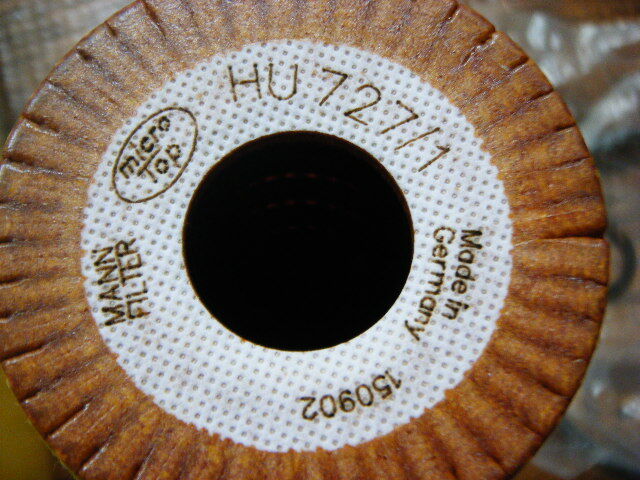 HU 727/1
micro
Top
MANN
FILTER
Made in
Germany
150902